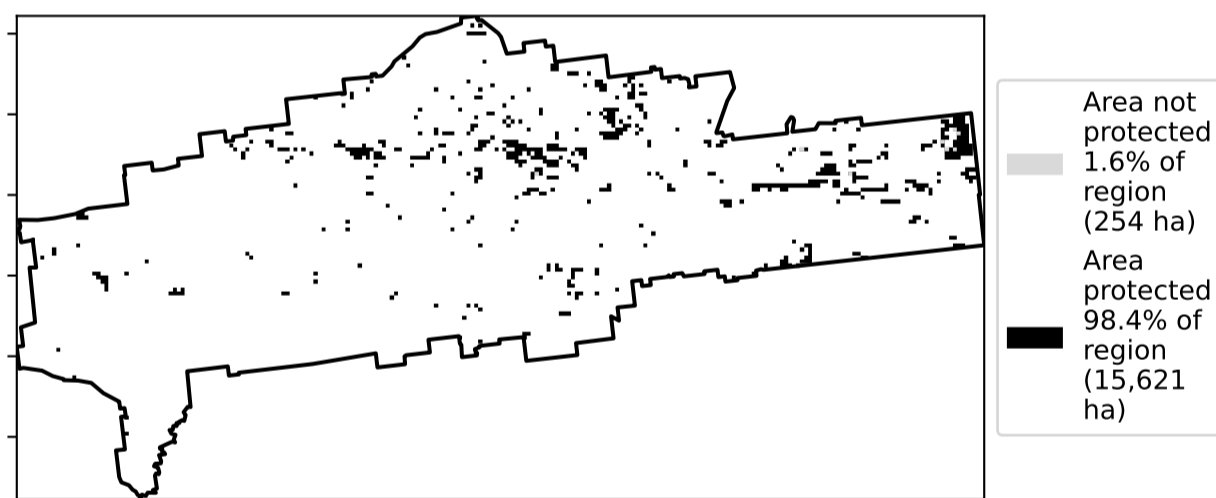 Area not
protected
1.6% of
region
(254 ha)
Area
protected
98.4% of
region
(15,621
ha)